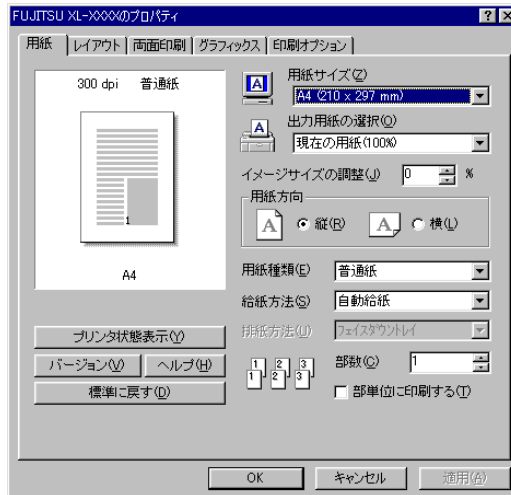 FUJITSU XL-XXXXのプロパティ
用紙 レイアウト 両面印刷 グラフィックス 印刷オプション
300 dpi 普通紙
1
A4
プリンタ状態表示(Y)
バージョン(V) ヘルプ(H)
標準に戻す(D)
用紙サイズ(Z)
A4 (210 x 297 mm)
出力用紙の選択(O)
現在の用紙(100%)
イメージサイズの調整(J) 0 %
用紙方向
A 縦(R) A 横(L)
用紙種類(E) 普通紙
給紙方法(S) 自動給紙
排紙方法(U) フェイスダウントレイ
1 1 2 2 3 3 部数(C) 1
部単位に印刷する(T)
OK キャンセル 適用(A)